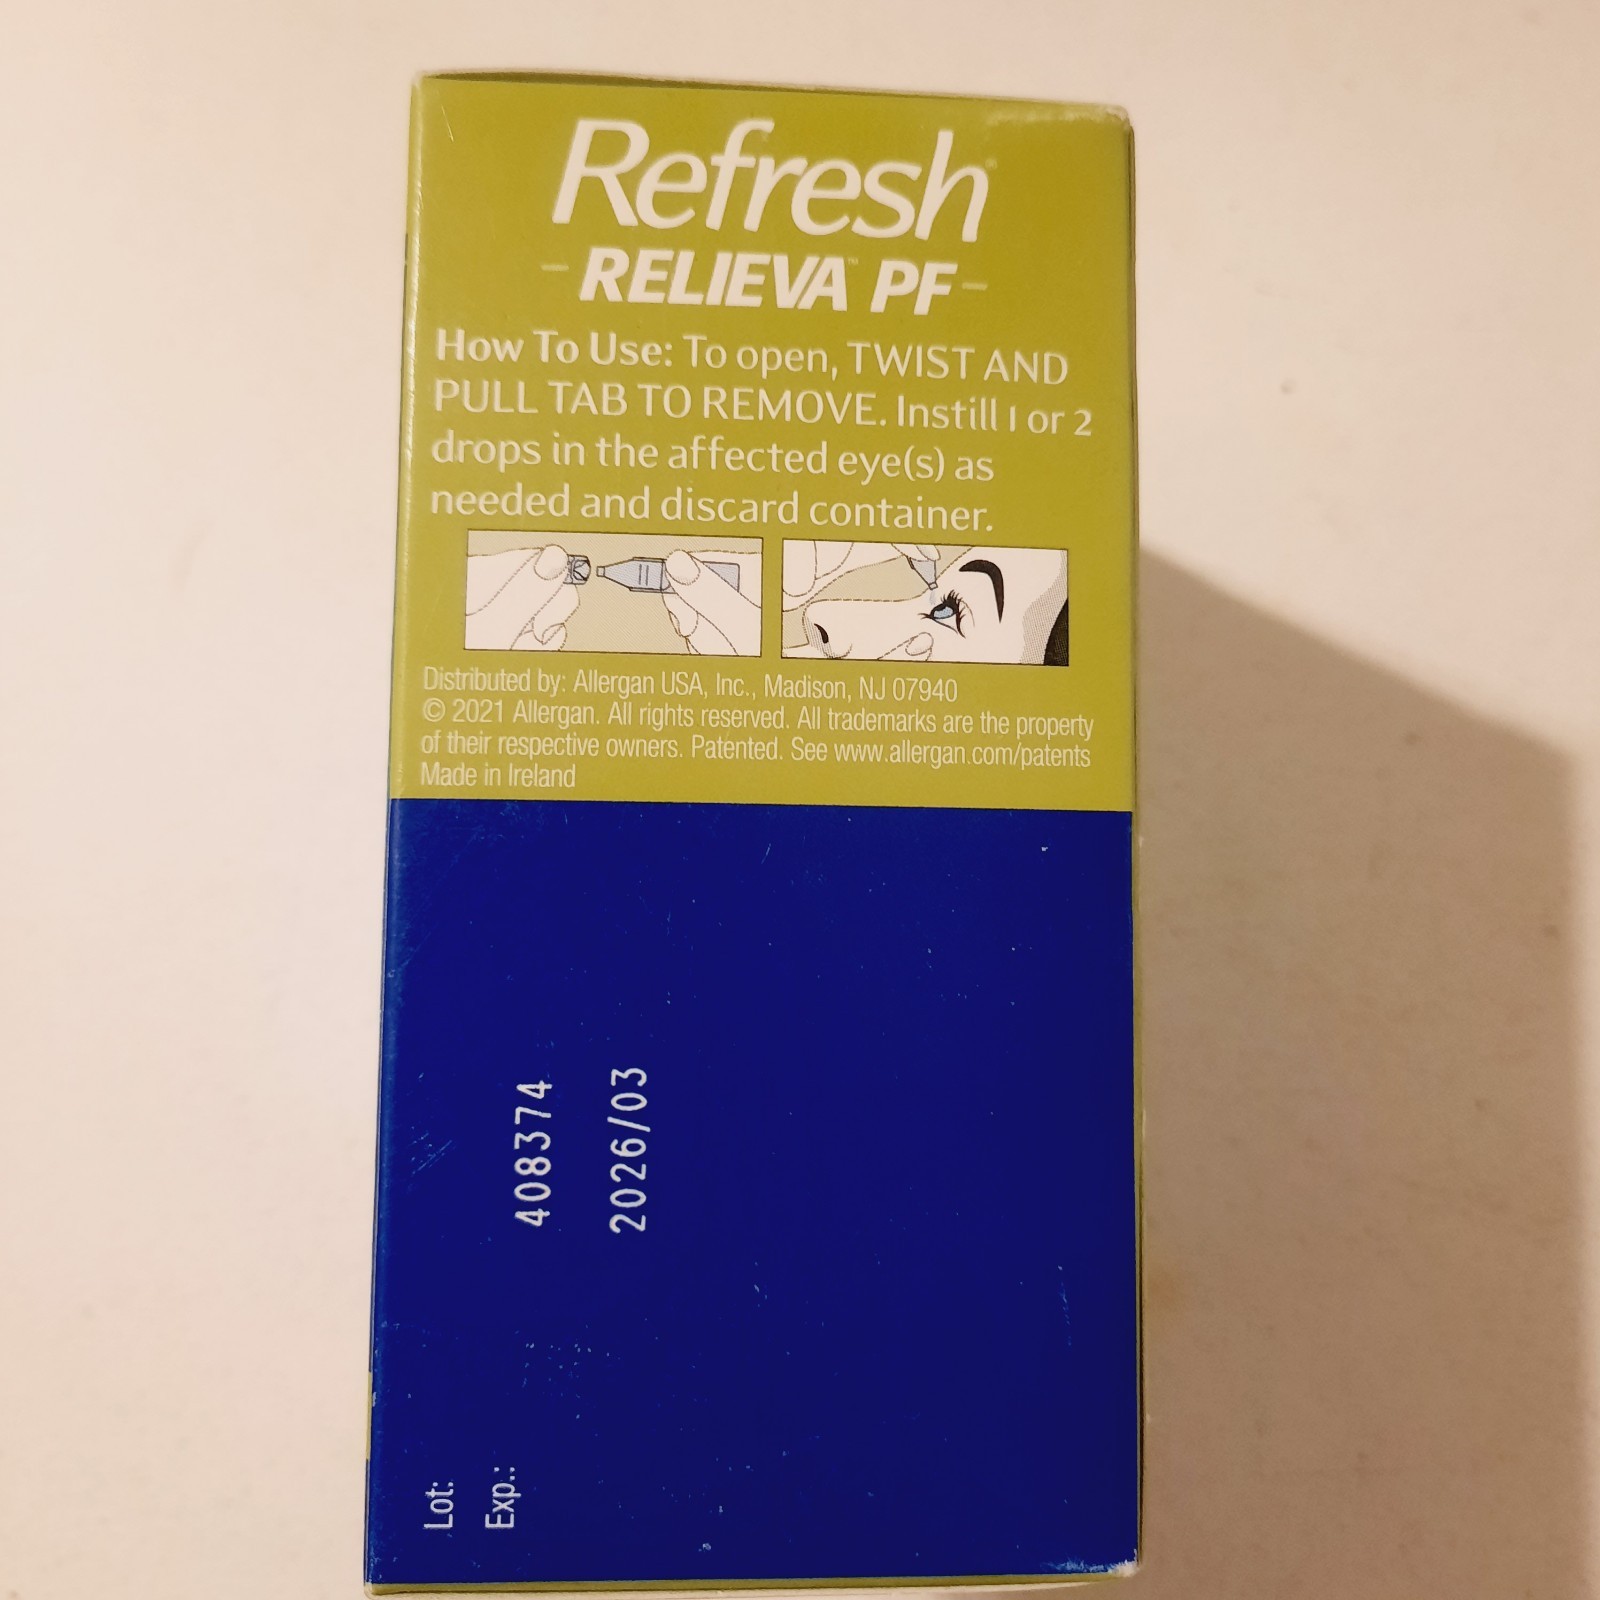 Refresh®
- RELIEVA™ PF -
How To Use: To open, TWIST AND
PULL TAB TO REMOVE. Instill 1 or 2
drops in the affected eye(s) as
needed and discard container.
Distributed by: Allergan USA, Inc., Madison, NJ 07940
© 2021 Allergan. All rights reserved. All trademarks are the property
of their respective owners. Patented. See www.allergan.com/patents
Made in Ireland
Lot: 408374
Exp.: 2026/03